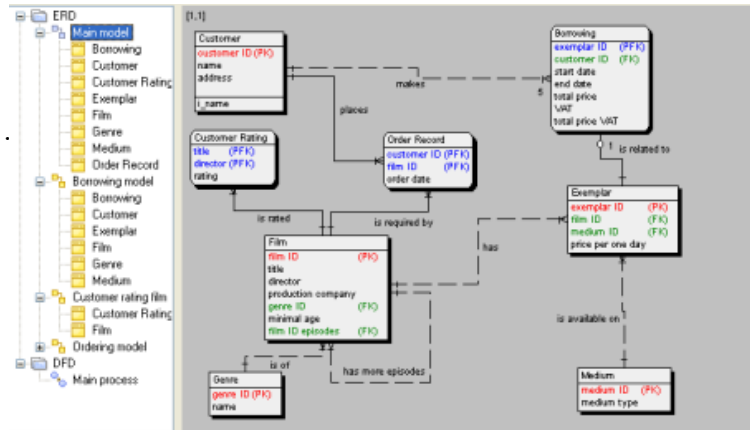 ERD
Main model
Borrowing
Customer
Customer Rating
Exemplar
Film
Genre
Medium
Order Record
Borrowing model
Borrowing
Customer
Exemplar
Film
Genre
Medium
Customer rating film
Customer Rating
Film
Ordering model
DFD
Main process
[1,1]
Customer
customer ID (PK)
name
address
i_name
makes
5
Borrowing
exemplar ID (PFK)
customer ID (FK)
start date
end date
total price
VAT
total price VAT
places
Customer Rating
title (PFK)
director (PFK)
rating
Order Record
customer ID (PFK)
film ID (PFK)
order date
1 is related to
Exemplar
exemplar ID (PK)
film ID (FK)
medium ID (FK)
price per one day
is rated
is required by
has
Film
film ID (PK)
title
director
production company
genre ID (FK)
minimal age
film ID episodes (FK)
is available on
is of
has more episodes
Genre
genre ID (PK)
name
Medium
medium ID (PK)
medium type